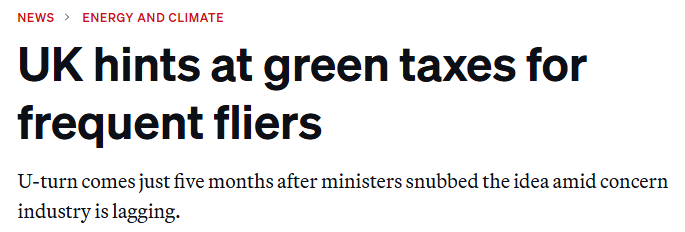 NEWS > ENERGY AND CLIMATE
UK hints at green taxes for
frequent fliers
U-turn comes just five months after ministers snubbed the idea amid concern
industry is lagging.